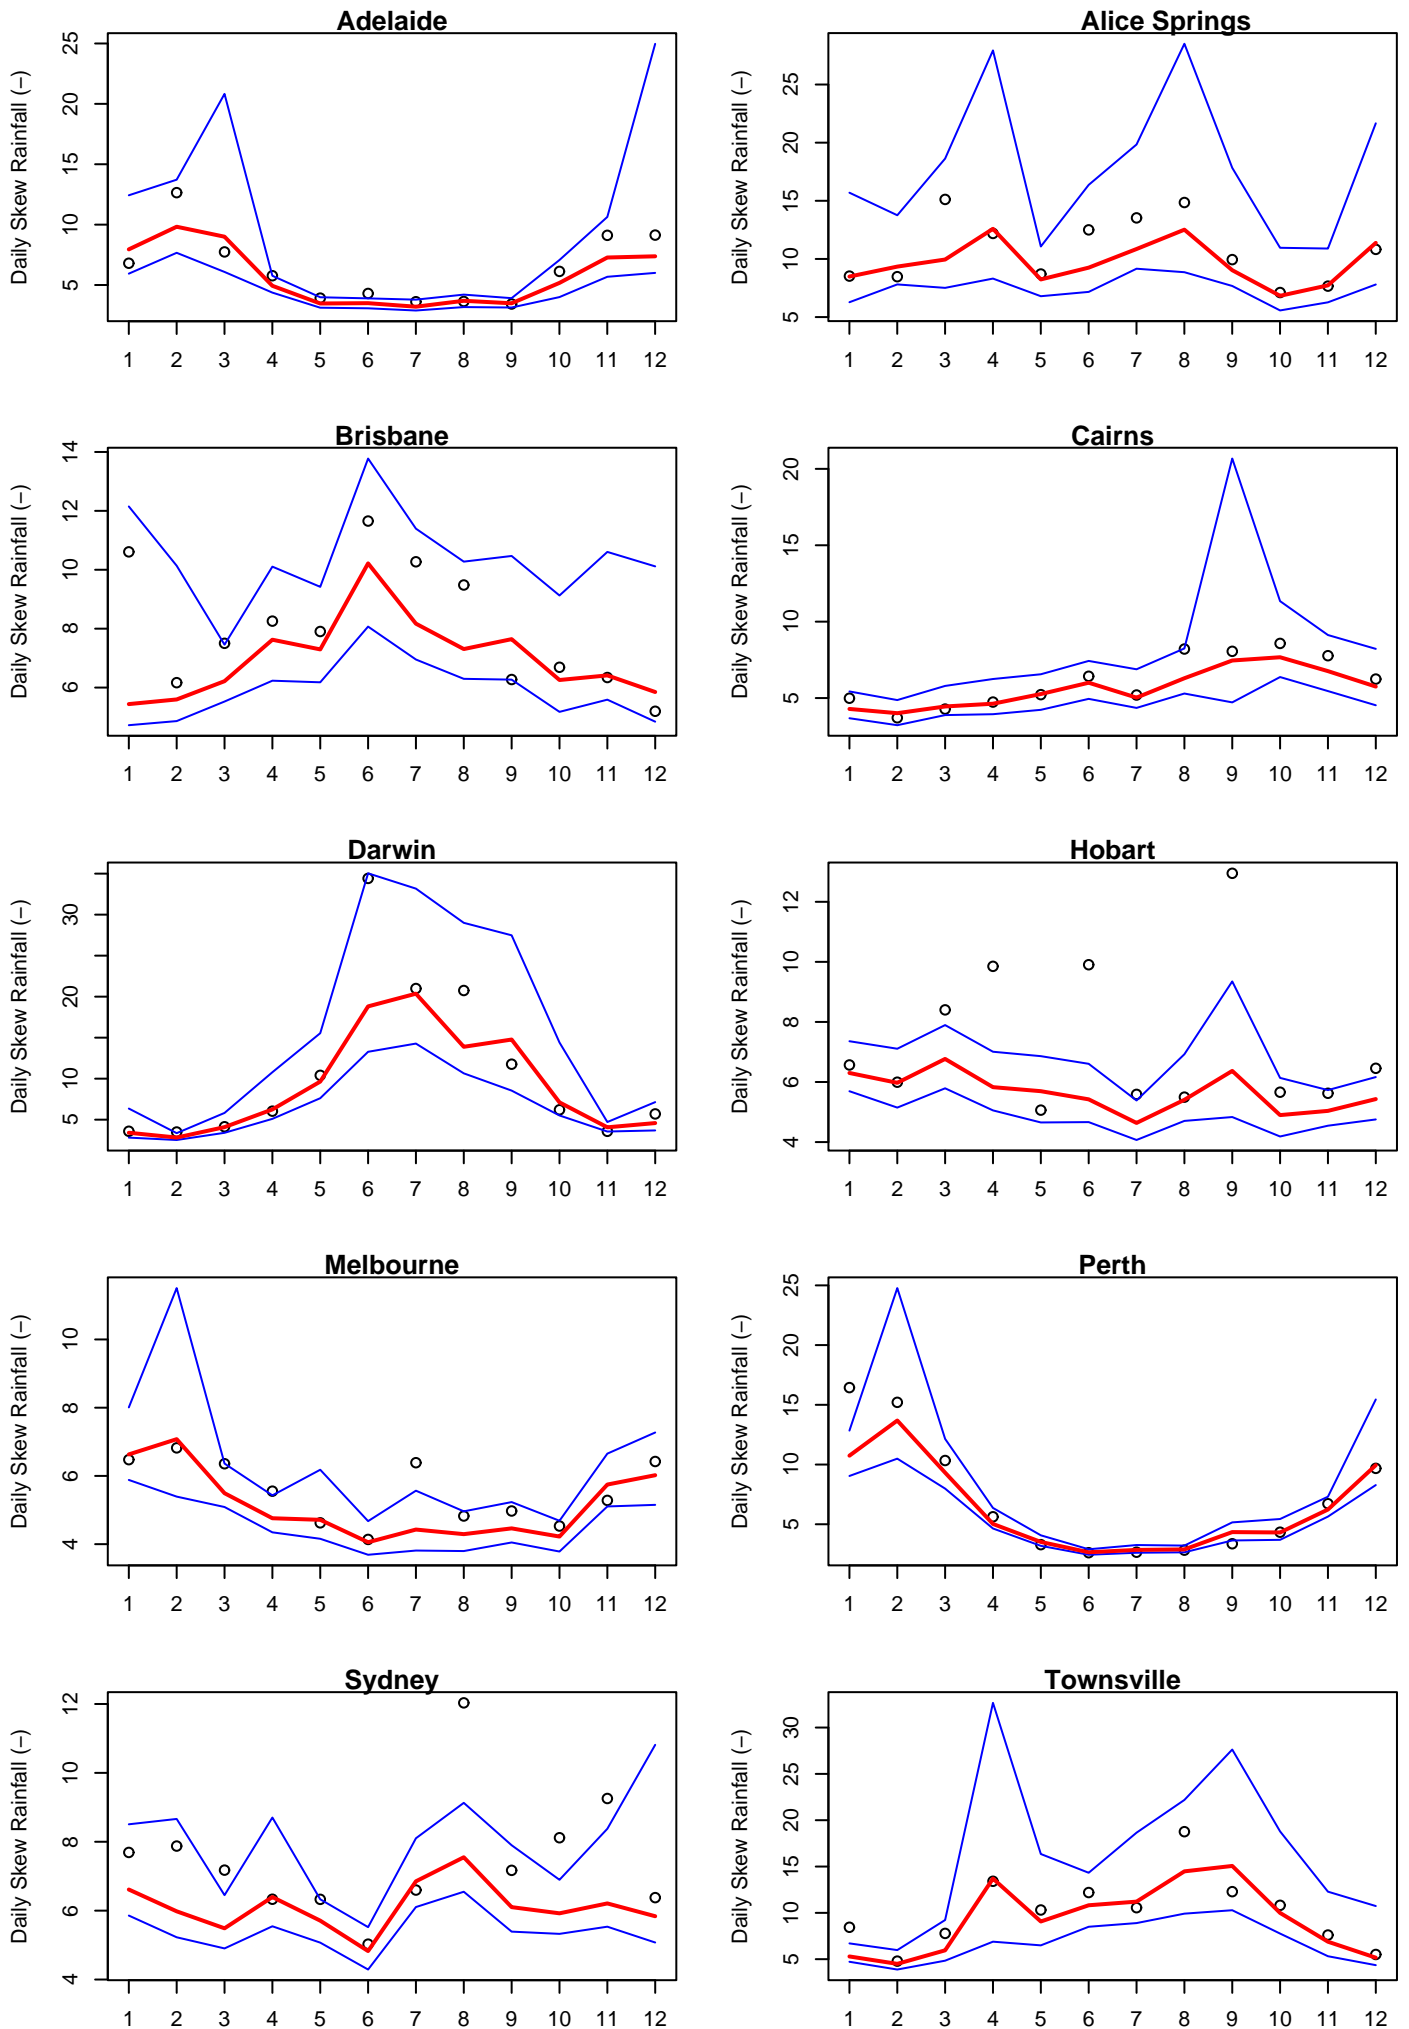 Adelaide
Daily Skew Rainfall (−)
5 10 15 20 25
1 2 3 4 5 6 7 8 9 10 11 12
Alice Springs
Daily Skew Rainfall (−)
5 10 15 20 25
1 2 3 4 5 6 7 8 9 10 11 12
Brisbane
Daily Skew Rainfall (−)
6 8 10 12 14
1 2 3 4 5 6 7 8 9 10 11 12
Cairns
Daily Skew Rainfall (−)
5 10 15 20
1 2 3 4 5 6 7 8 9 10 11 12
Darwin
Daily Skew Rainfall (−)
5 10 20 30
1 2 3 4 5 6 7 8 9 10 11 12
Hobart
Daily Skew Rainfall (−)
4 6 8 10 12
1 2 3 4 5 6 7 8 9 10 11 12
Melbourne
Daily Skew Rainfall (−)
4 6 8 10
1 2 3 4 5 6 7 8 9 10 11 12
Perth
Daily Skew Rainfall (−)
5 10 15 20 25
1 2 3 4 5 6 7 8 9 10 11 12
Sydney
Daily Skew Rainfall (−)
4 6 8 10 12
1 2 3 4 5 6 7 8 9 10 11 12
Townsville
Daily Skew Rainfall (−)
5 10 15 20 25 30
1 2 3 4 5 6 7 8 9 10 11 12